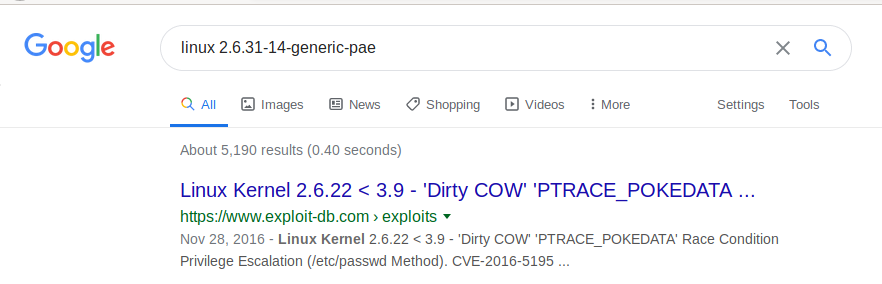 Google
linux 2.6.31-14-generic-pae
All Images News Shopping Videos More Settings Tools
About 5,190 results (0.40 seconds)
Linux Kernel 2.6.22 < 3.9 - 'Dirty COW' 'PTRACE_POKEDATA ...
https://www.exploit-db.com › exploits
Nov 28, 2016 - Linux Kernel 2.6.22 < 3.9 - 'Dirty COW' 'PTRACE_POKEDATA' Race Condition
Privilege Escalation (/etc/passwd Method). CVE-2016-5195 ...